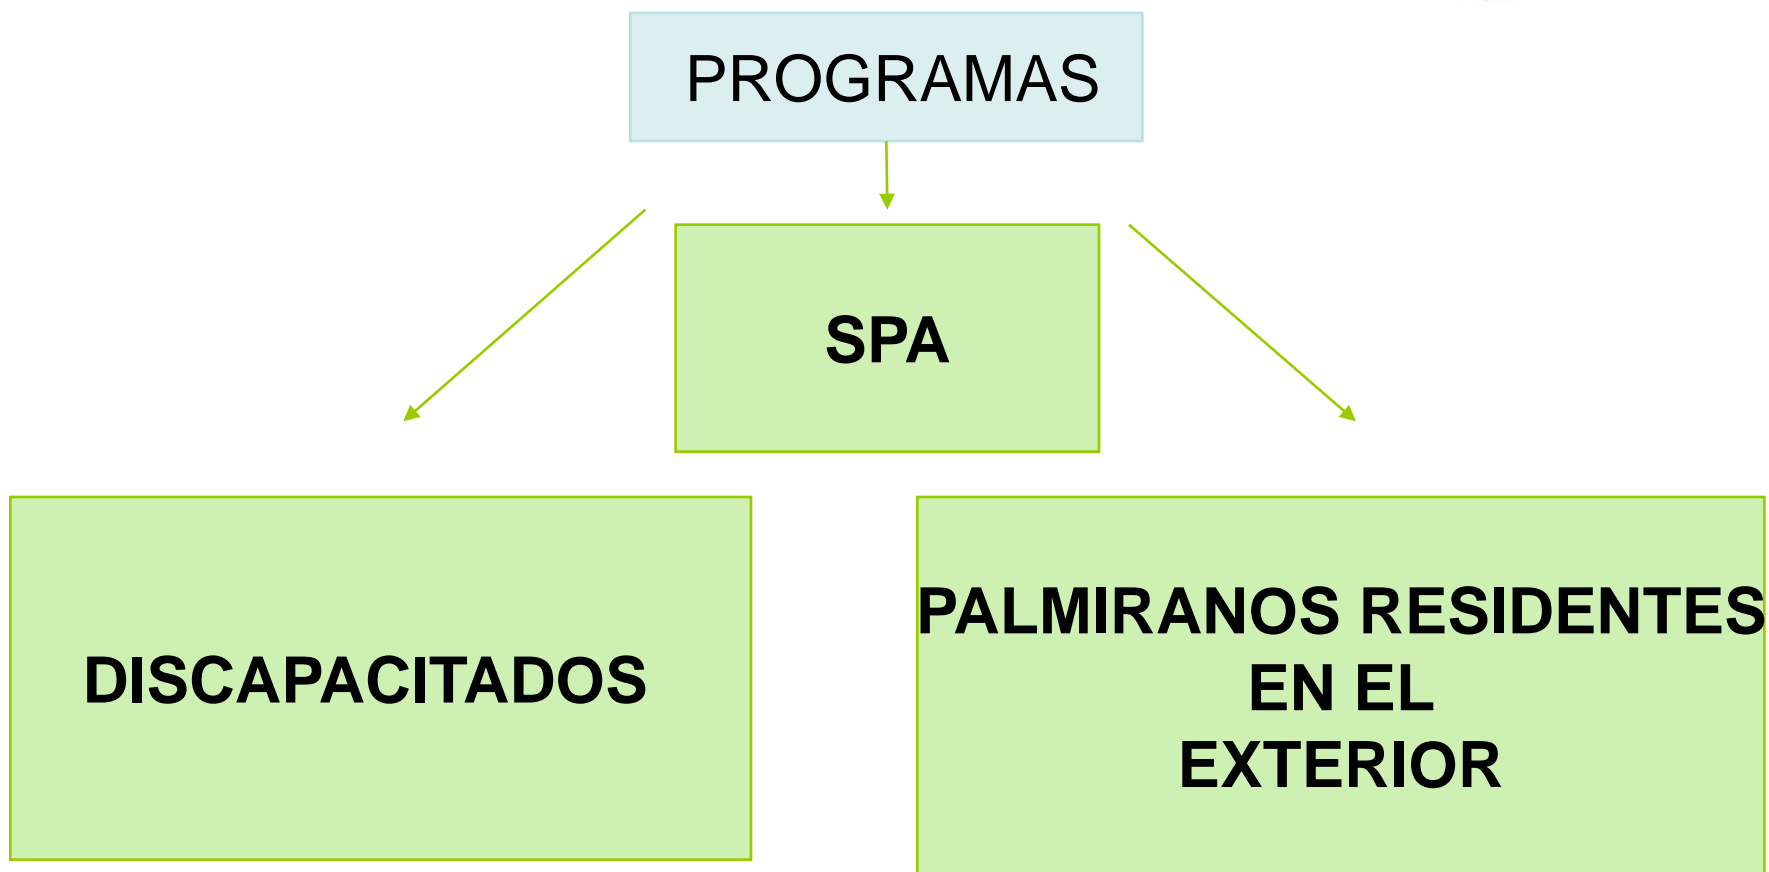 PROGRAMAS
SPA
DISCAPACITADOS
PALMIRANOS RESIDENTES
EN EL
EXTERIOR